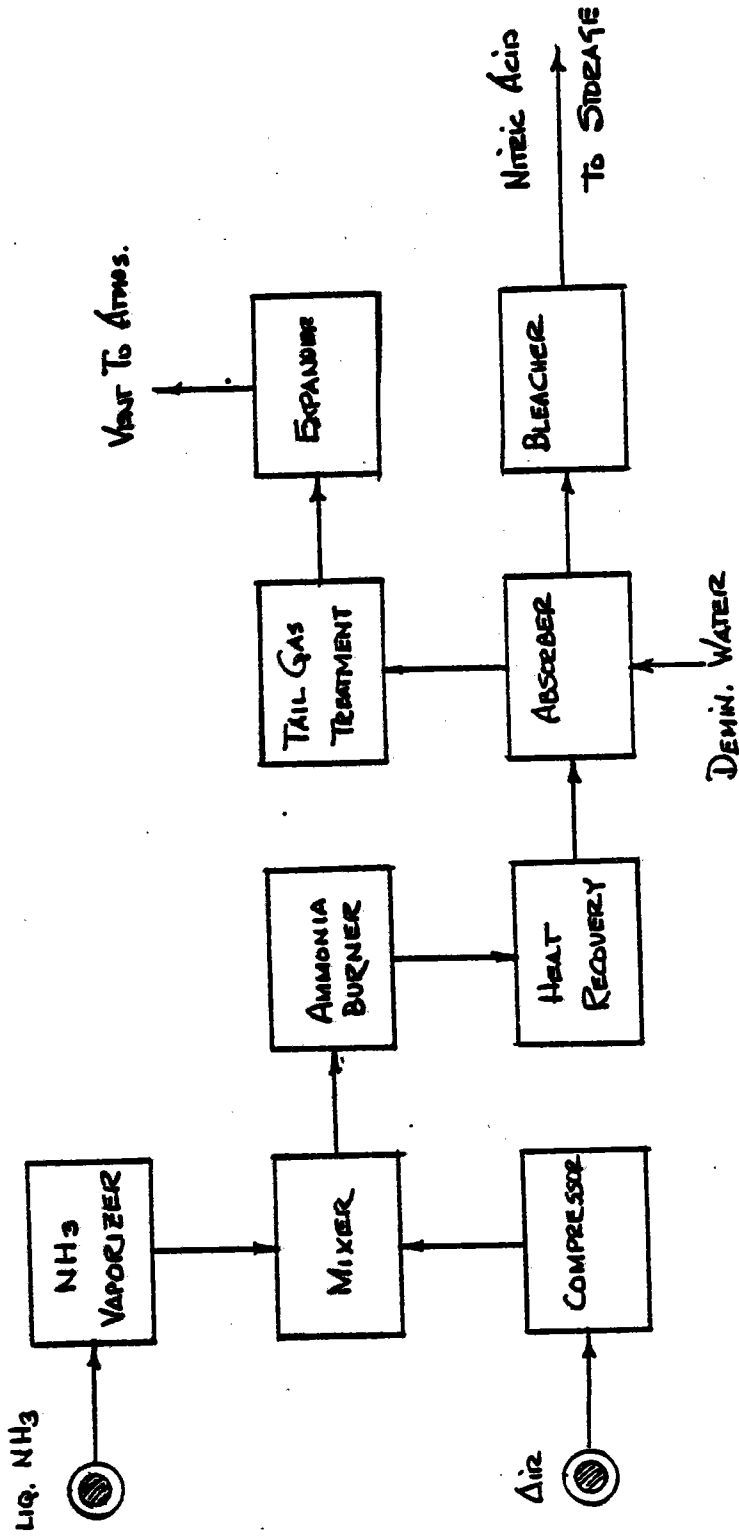 LIQ. NH3
NH3
VAPORIZER
MIXER
AIR
COMPRESSOR
AMMONIA
BURNER
HEAT
RECOVERY
TAIL GAS
TREATMENT
ABSORBER
DEMIN. WATER
VENT TO ATMOS.
EXPANDER
BLEACHER
NITRIC ACID
TO STORAGE